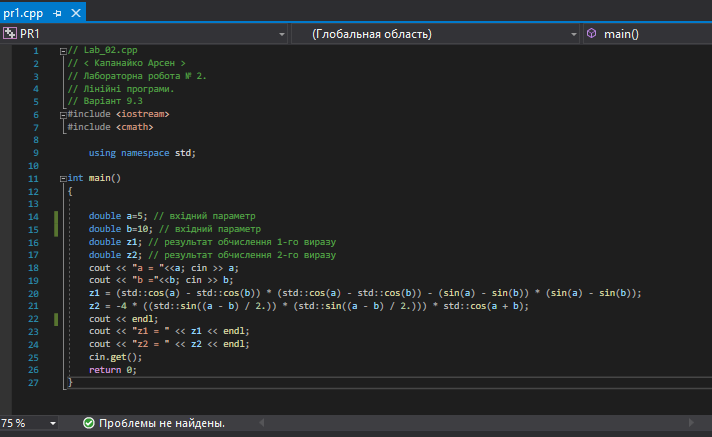 pr1.cpp
PR1 (Глобальная область) main()
1 // Lab_02.cpp
2 // < Капанайко Арсен >
3 // Лабораторна робота № 2.
4 // Лінійні програми.
5 // Варіант 9.3
6 #include <iostream>
7 #include <cmath>
8
9 using namespace std;
10
11 int main()
12 {
13
14 double a=5; // вхідний параметр
15 double b=10; // вхідний параметр
16 double z1; // результат обчислення 1-го виразу
17 double z2; // результат обчислення 2-го виразу
18 cout << "a = "<<a; cin >> a;
19 cout << "b ="<<b; cin >> b;
20 z1 = (std::cos(a) - std::cos(b)) * (std::cos(a) - std::cos(b)) - (sin(a) - sin(b)) * (sin(a) - sin(b));
21 z2 = -4 * ((std::sin((a - b) / 2.)) * (std::sin((a - b) / 2.))) * std::cos(a + b);
22 cout << endl;
23 cout << "z1 = " << z1 << endl;
24 cout << "z2 = " << z2 << endl;
25 cin.get();
26 return 0;
27 }
75 % Проблемы не найдены.